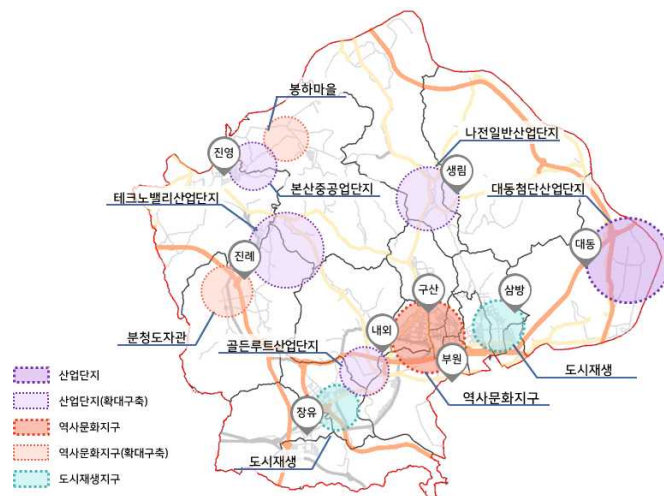 봉하마을
나전일반산업단지
진영
생림
본산중공업단지
대동첨단산업단지
테크노밸리산업단지
대동
진례
구산
삼방
분청도자관
내외
골든루트산업단지
부원
도시재생
역사문화지구
장유
도시재생
산업단지
산업단지(확대구축)
역사문화지구
역사문화지구(확대구축)
도시재생지구